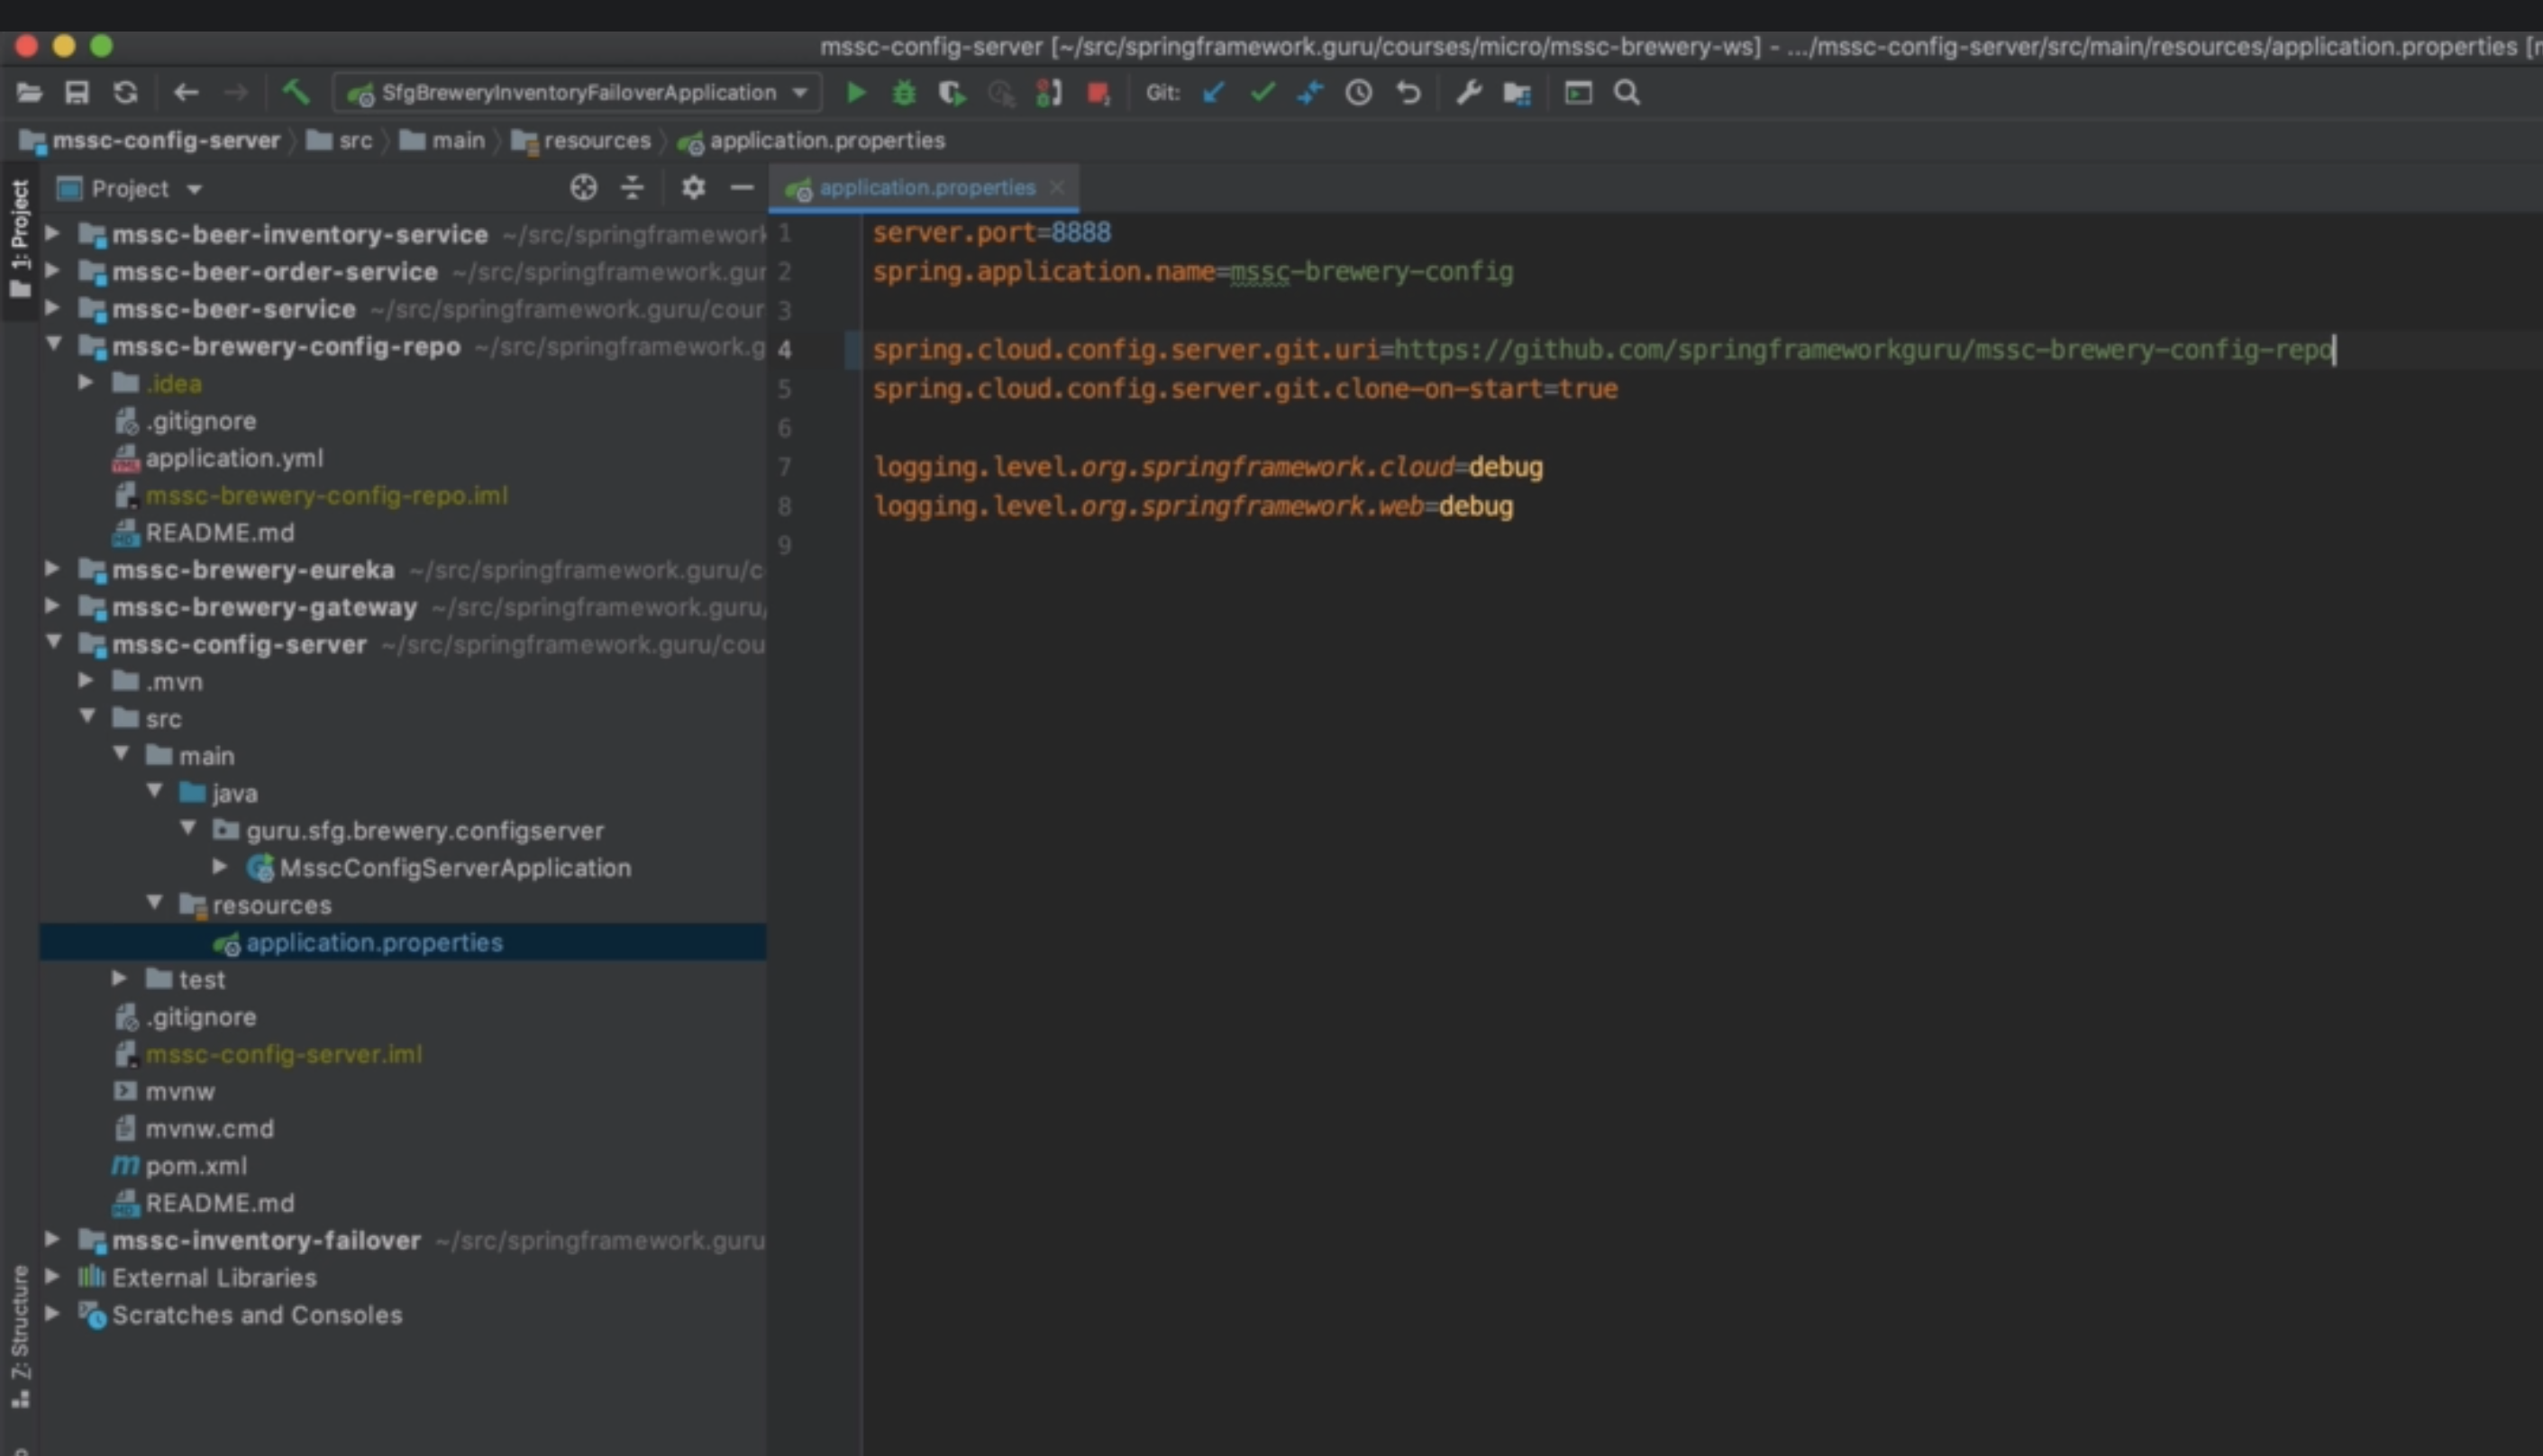 mssc-config-server [~/src/springframework.guru/courses/micro/mssc-brewery-ws] - .../mssc-config-server/src/main/resources/application.properties
SfgBreweryInventoryFailoverApplication Git:
mssc-config-server src main resources application.properties
1: Project
Project
application.properties
mssc-beer-inventory-service ~/src/springframework
mssc-beer-order-service ~/src/springframework.gur
mssc-beer-service ~/src/springframework.guru/cour
mssc-brewery-config-repo ~/src/springframework.g
.idea
.gitignore
application.yml
mssc-brewery-config-repo.iml
README.md
mssc-brewery-eureka ~/src/springframework.guru/c
mssc-brewery-gateway ~/src/springframework.guru/
mssc-config-server ~/src/springframework.guru/cou
.mvn
src
main
java
guru.sfg.brewery.configserver
MsscConfigServerApplication
resources
application.properties
test
.gitignore
mssc-config-server.iml
mvnw
mvnw.cmd
pom.xml
README.md
mssc-inventory-failover ~/src/springframework.guru
External Libraries
Scratches and Consoles
Z: Structure
1 server.port=8888
2 spring.application.name=mssc-brewery-config
3
4 spring.cloud.config.server.git.uri=https://github.com/springframeworkguru/mssc-brewery-config-repo
5 spring.cloud.config.server.git.clone-on-start=true
6
7 logging.level.org.springframework.cloud=debug
8 logging.level.org.springframework.web=debug
9